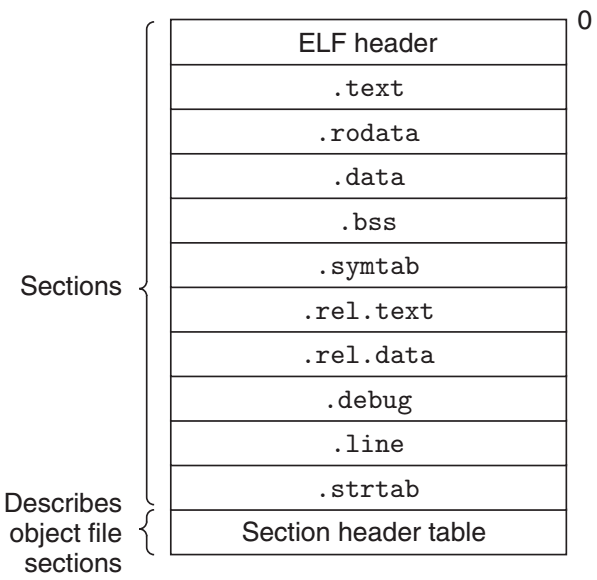 0
ELF header
.text
.rodata
.data
.bss
.symtab
.rel.text
.rel.data
.debug
.line
.strtab
Section header table
Sections
Describes
object file
sections